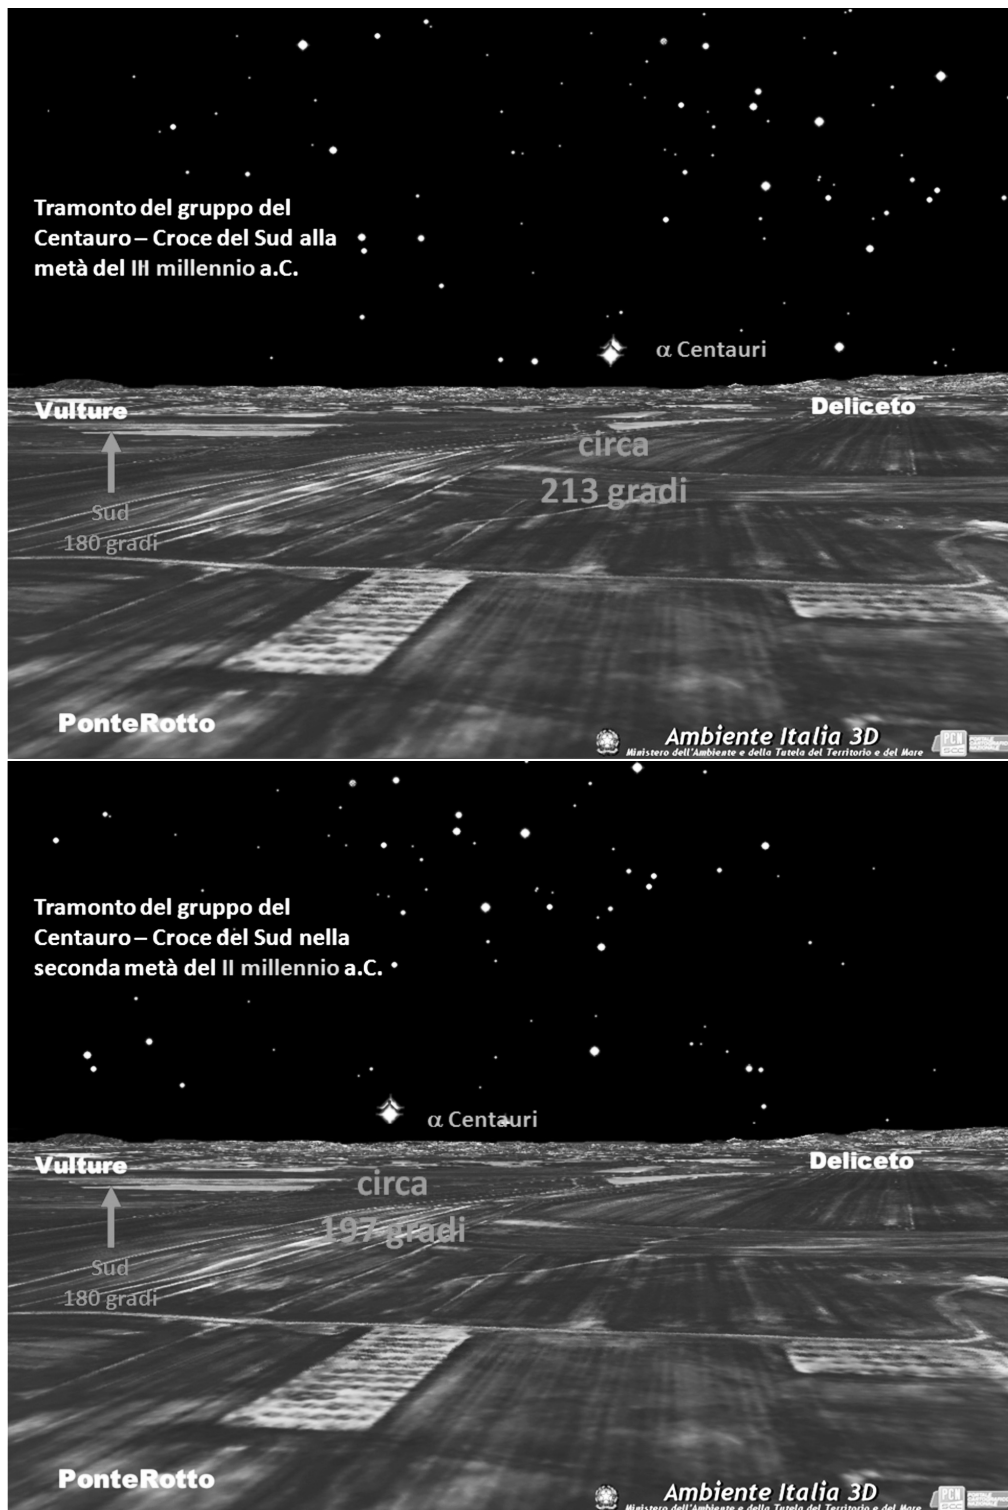 Tramonto del gruppo del
Centauro – Croce del Sud alla
metà del III millennio a.C.
α Centauri
Vulture
Deliceto
circa
213 gradi
Sud
180 gradi
PonteRotto
Ambiente Italia 3D
Ministero dell'Ambiente e della Tutela del Territorio e del Mare
PCN
Tramonto del gruppo del
Centauro – Croce del Sud nella
seconda metà del II millennio a.C.
α Centauri
Vulture
Deliceto
circa
197 gradi
Sud
180 gradi
PonteRotto
Ambiente Italia 3D
Ministero dell'Ambiente e della Tutela del Territorio e del Mare
PCN